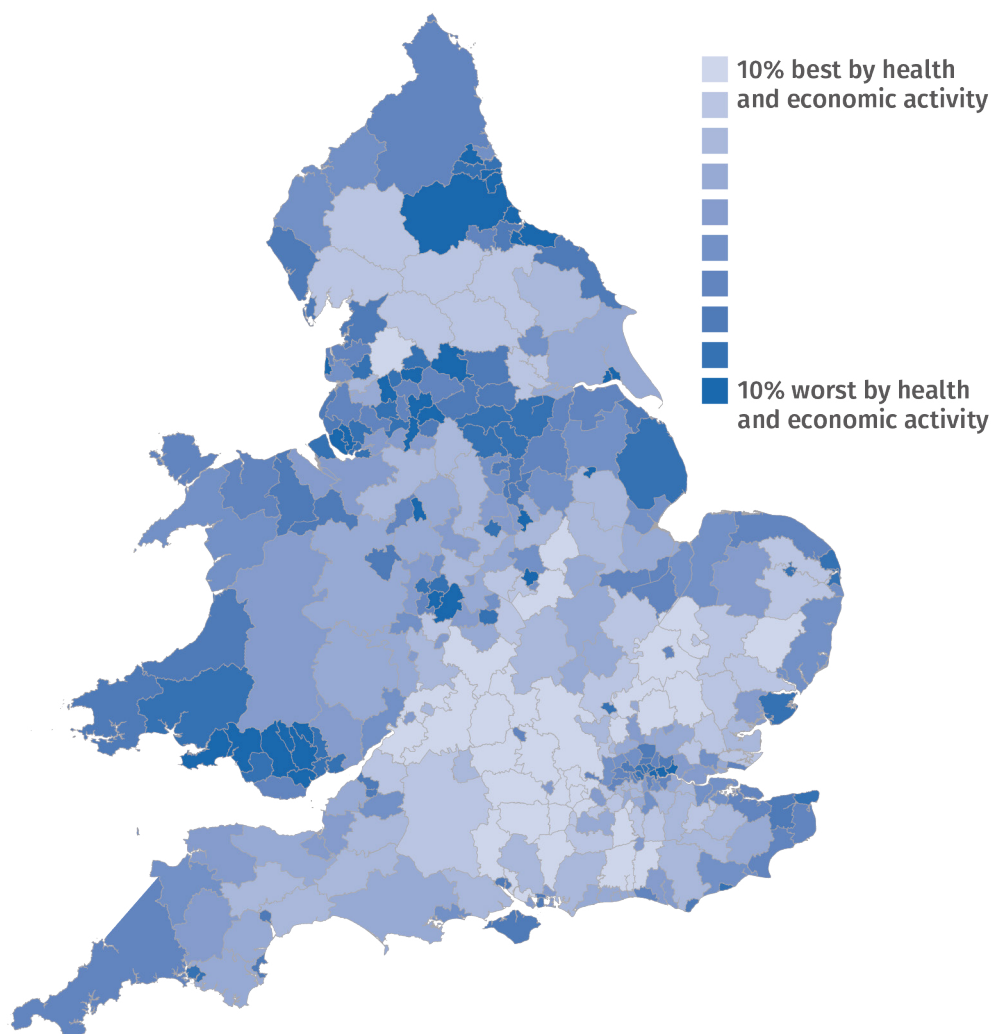 10% best by health
and economic activity
10% worst by health
and economic activity